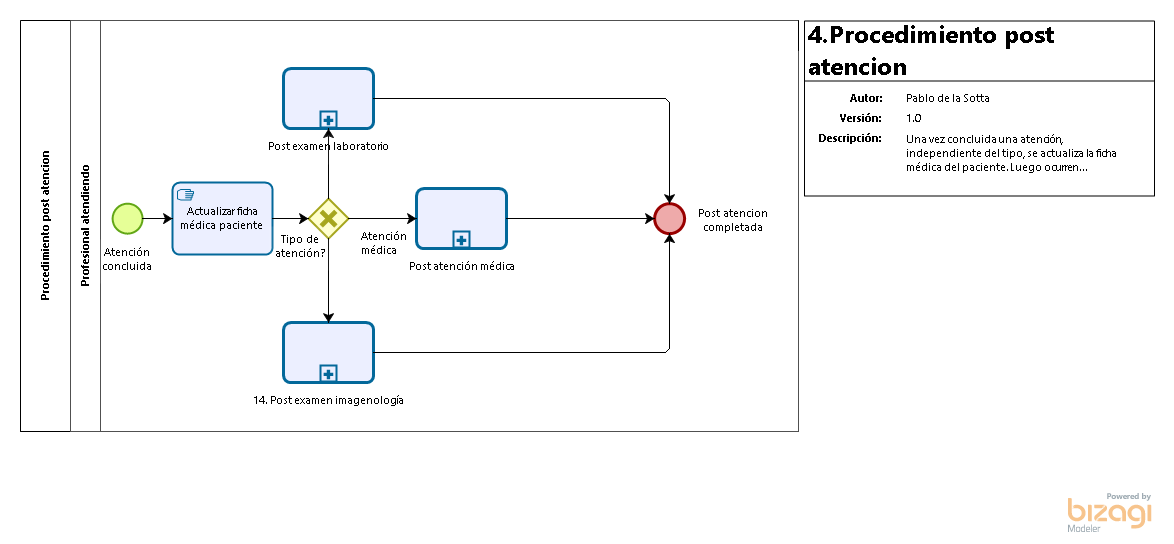 Procedimiento post atencion
Profesional atendiendo
Post examen laboratorio
Actualizar ficha
médica paciente
Atención
concluida
Tipo de
atención?
Atención
médica
Post atención médica
Post atencion
completada
14. Post examen imagenología
4.Procedimiento post
atencion
Autor: Pablo de la Sotta
Versión: 1.0
Descripción: Una vez concluida una atención,
independiente del tipo, se actualiza la ficha
médica del paciente. Luego ocurren...
Powered by
bizagi
Modeler